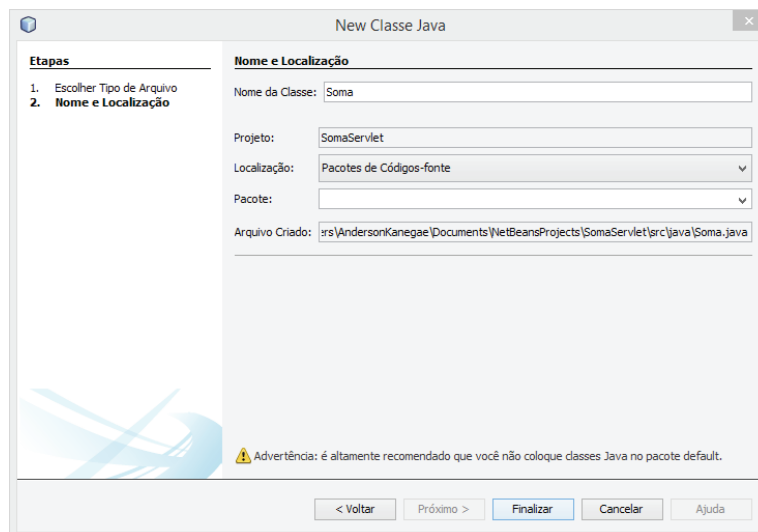 New Classe Java
Etapas
1. Escolher Tipo de Arquivo
2. Nome e Localização
Nome e Localização
Nome da Classe: Soma
Projeto: SomaServlet
Localização: Pacotes de Códigos-fonte
Pacote:
Arquivo Criado: ers\AndersonKanegae\Documents\NetBeansProjects\SomaServlet\src\java\Soma.java
Advertência: é altamente recomendado que você não coloque classes Java no pacote default.
< Voltar Próximo > Finalizar Cancelar Ajuda